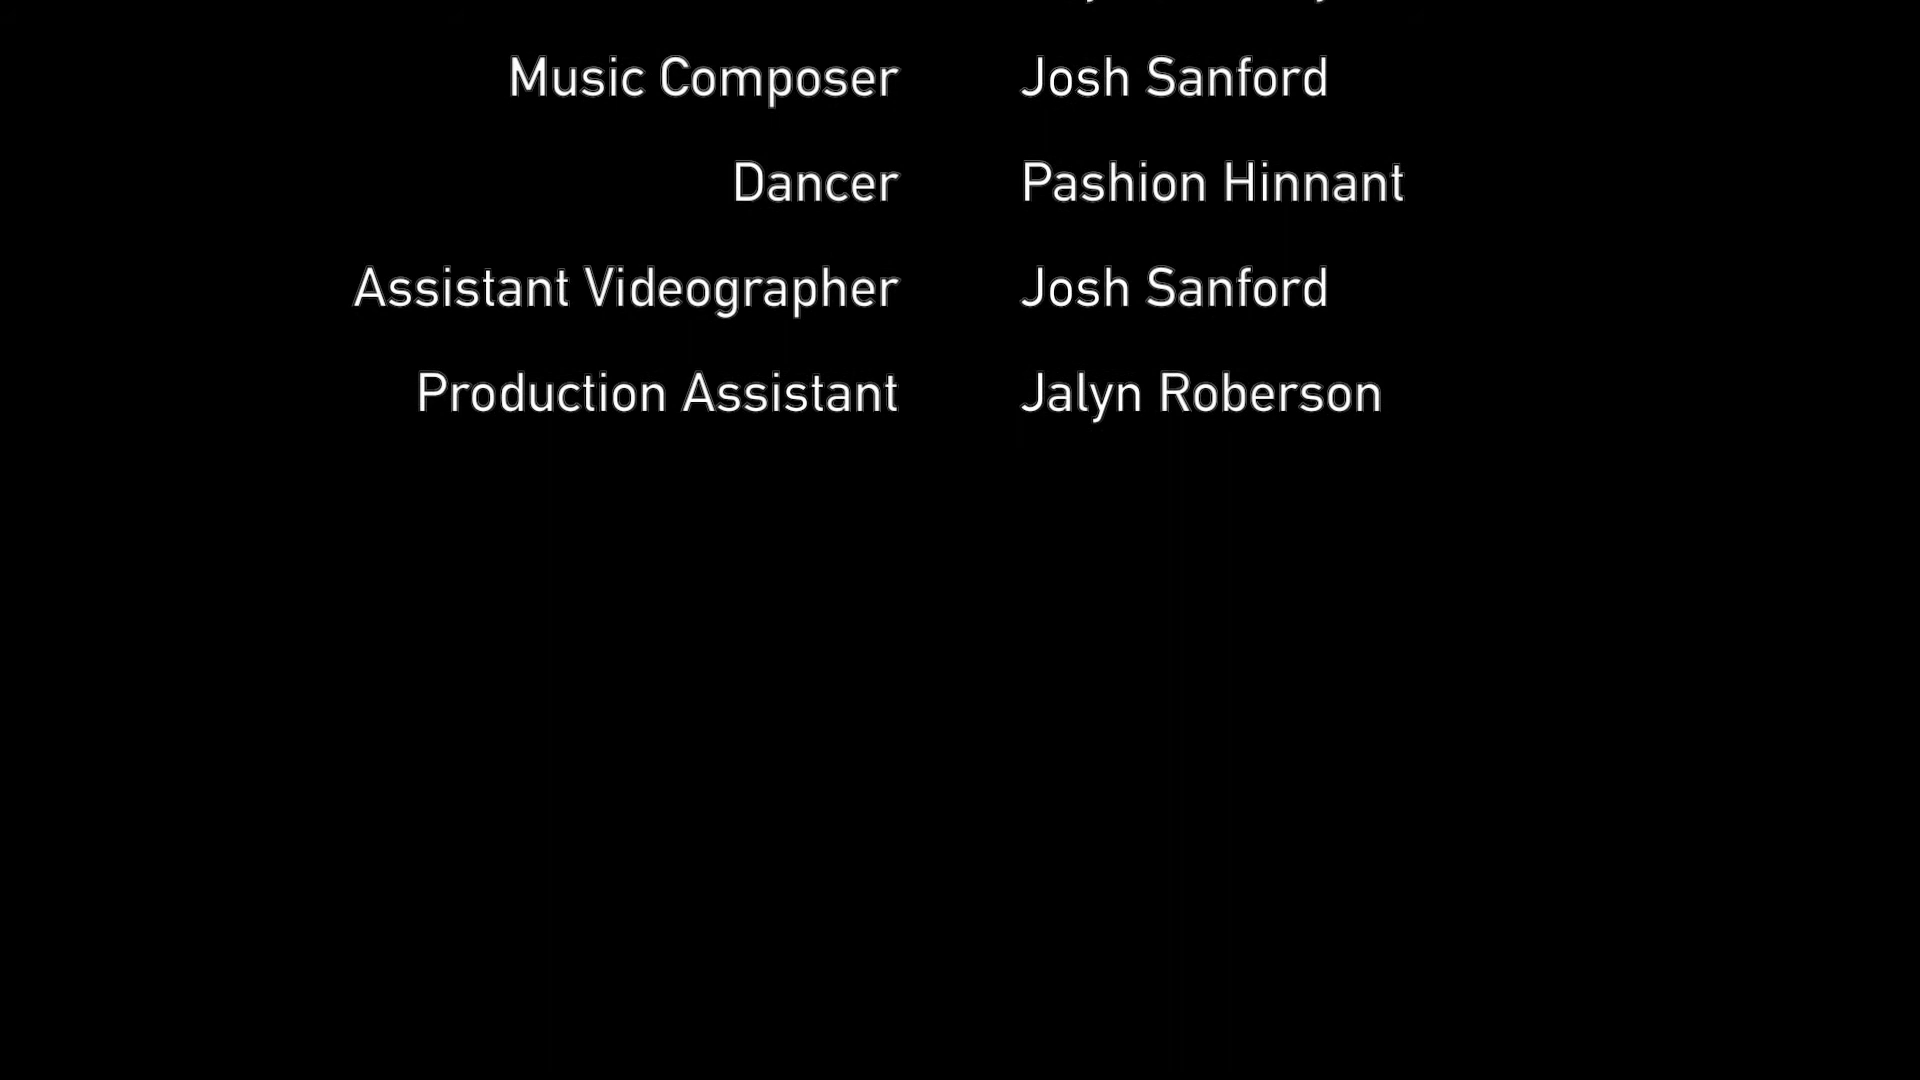 Music Composer Josh Sanford
Dancer Pashion Hinnant
Assistant Videographer Josh Sanford
Production Assistant Jalyn Roberson